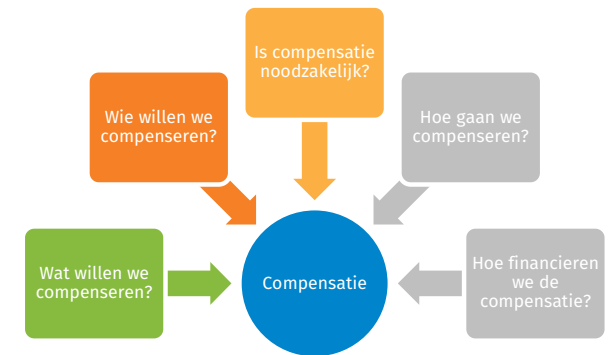 Is compensatie
noodzakelijk?
Wie willen we
compenseren?
Hoe gaan we
compenseren?
Wat willen we
compenseren?
Compensatie
Hoe financieren
we de
compensatie?